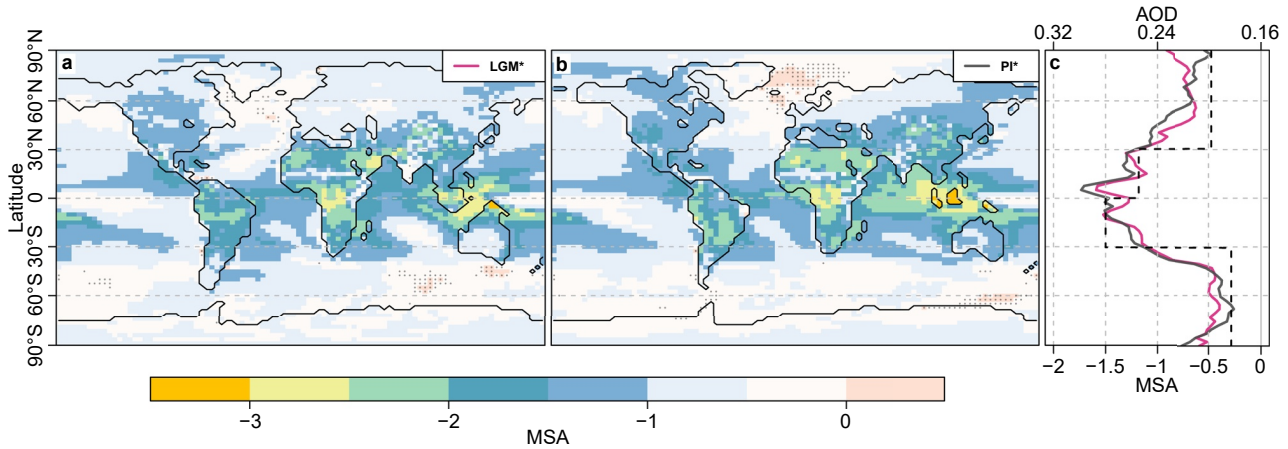 AOD
0.32 0.24 0.16
a LGM*
b PI*
c
Latitude
90°N
60°N
30°N
0
30°S
60°S
90°S
−2 −1.5 −1 −0.5 0
MSA
−3 −2 −1 0
MSA